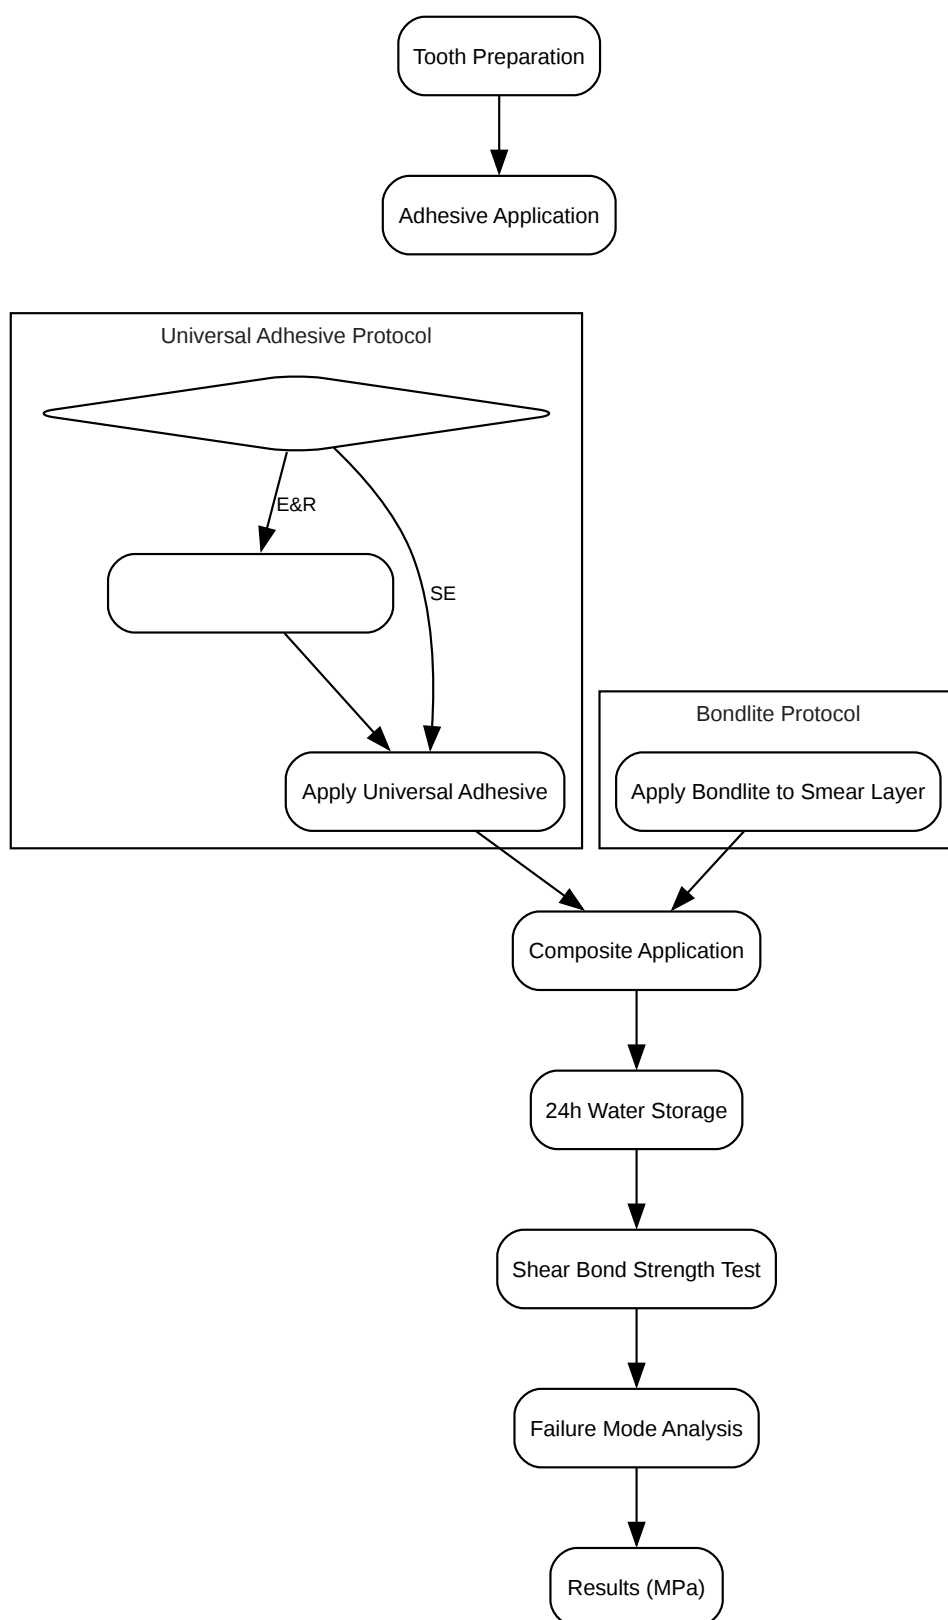 Tooth Preparation
Adhesive Application
Universal Adhesive Protocol
E&R
SE
Bondlite Protocol
Apply Universal Adhesive
Apply Bondlite to Smear Layer
Composite Application
24h Water Storage
Shear Bond Strength Test
Failure Mode Analysis
Results (MPa)